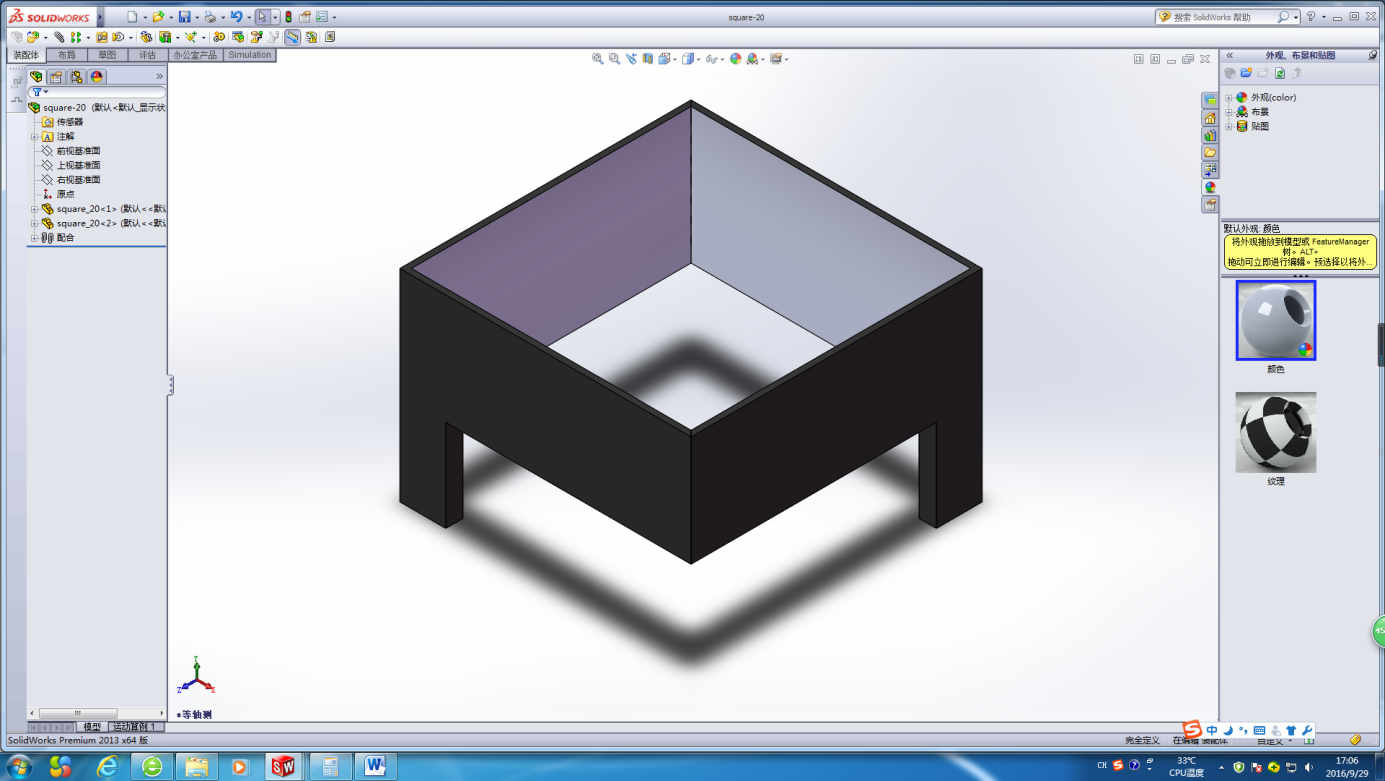 SOLIDWORKS
square-20
搜索 SolidWorks 帮助
装配体 布局 草图 评估 办公室产品 Simulation
外观、布景和贴图
square-20 (默认<默认_显示状
传感器
注解
前视基准面
上视基准面
右视基准面
原点
square_20<1> (默认<<默认
square_20<2> (默认<<默认
配合
外观(color)
布景
贴图
默认外观: 颜色
将外观拖放到模型或 FeatureManager
树。ALT+
拖动可立即进行编辑。预选择以将外...
颜色
纹理
Y
Z
X
*等轴测
模型 运动算例 1
SolidWorks Premium 2013 x64 版
完全定义 在编辑 装配体 自定义
中
45
CH
33℃
CPU温度
17:06
2016/9/29